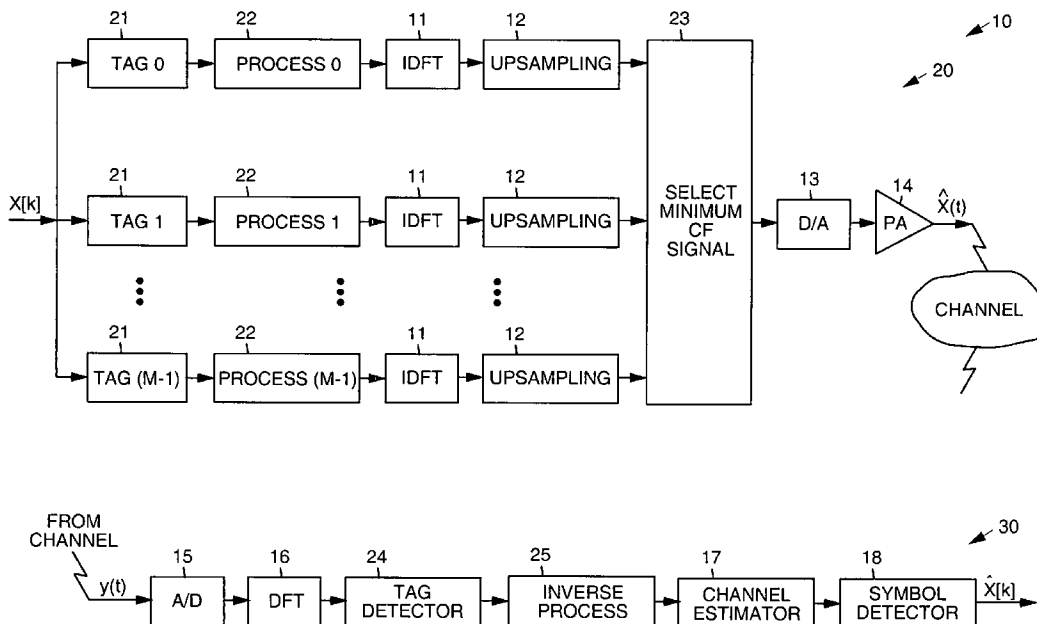 21 22 11 12 23
10
TAG 0 PROCESS 0 IDFT UPSAMPLING
20
21 22 11 12
X[k]
TAG 1 PROCESS 1 IDFT UPSAMPLING
SELECT
MINIMUM
CF
SIGNAL
13
D/A
14
PA
X̂(t)
CHANNEL
21 22 11 12
TAG (M-1) PROCESS (M-1) IDFT UPSAMPLING
FROM
CHANNEL
30
y(t)
15 16 24 25 17 18
A/D
DFT
TAG
DETECTOR
INVERSE
PROCESS
CHANNEL
ESTIMATOR
SYMBOL
DETECTOR
X̂[k]